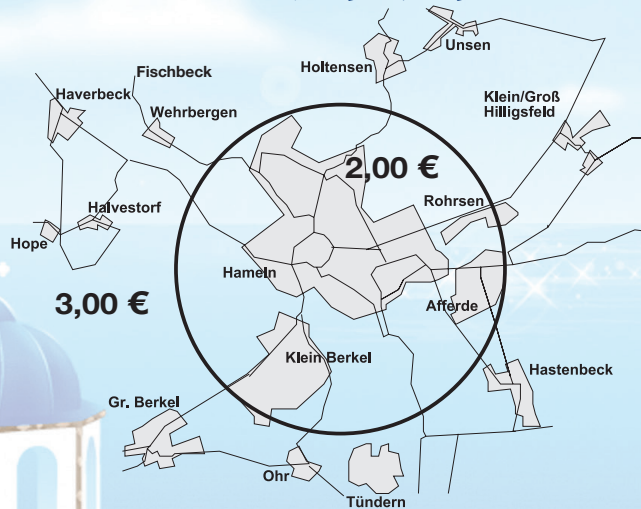 Unsen
Holtensen
Fischbeck
Haverbeck
Wehrbergen
Klein/Groß
Hilligsfeld
2,00 €
Rohrsen
Halvestorf
Hope
Hameln
3,00 €
Afferde
Klein Berkel
Hastenbeck
Gr. Berkel
Ohr
Tündern